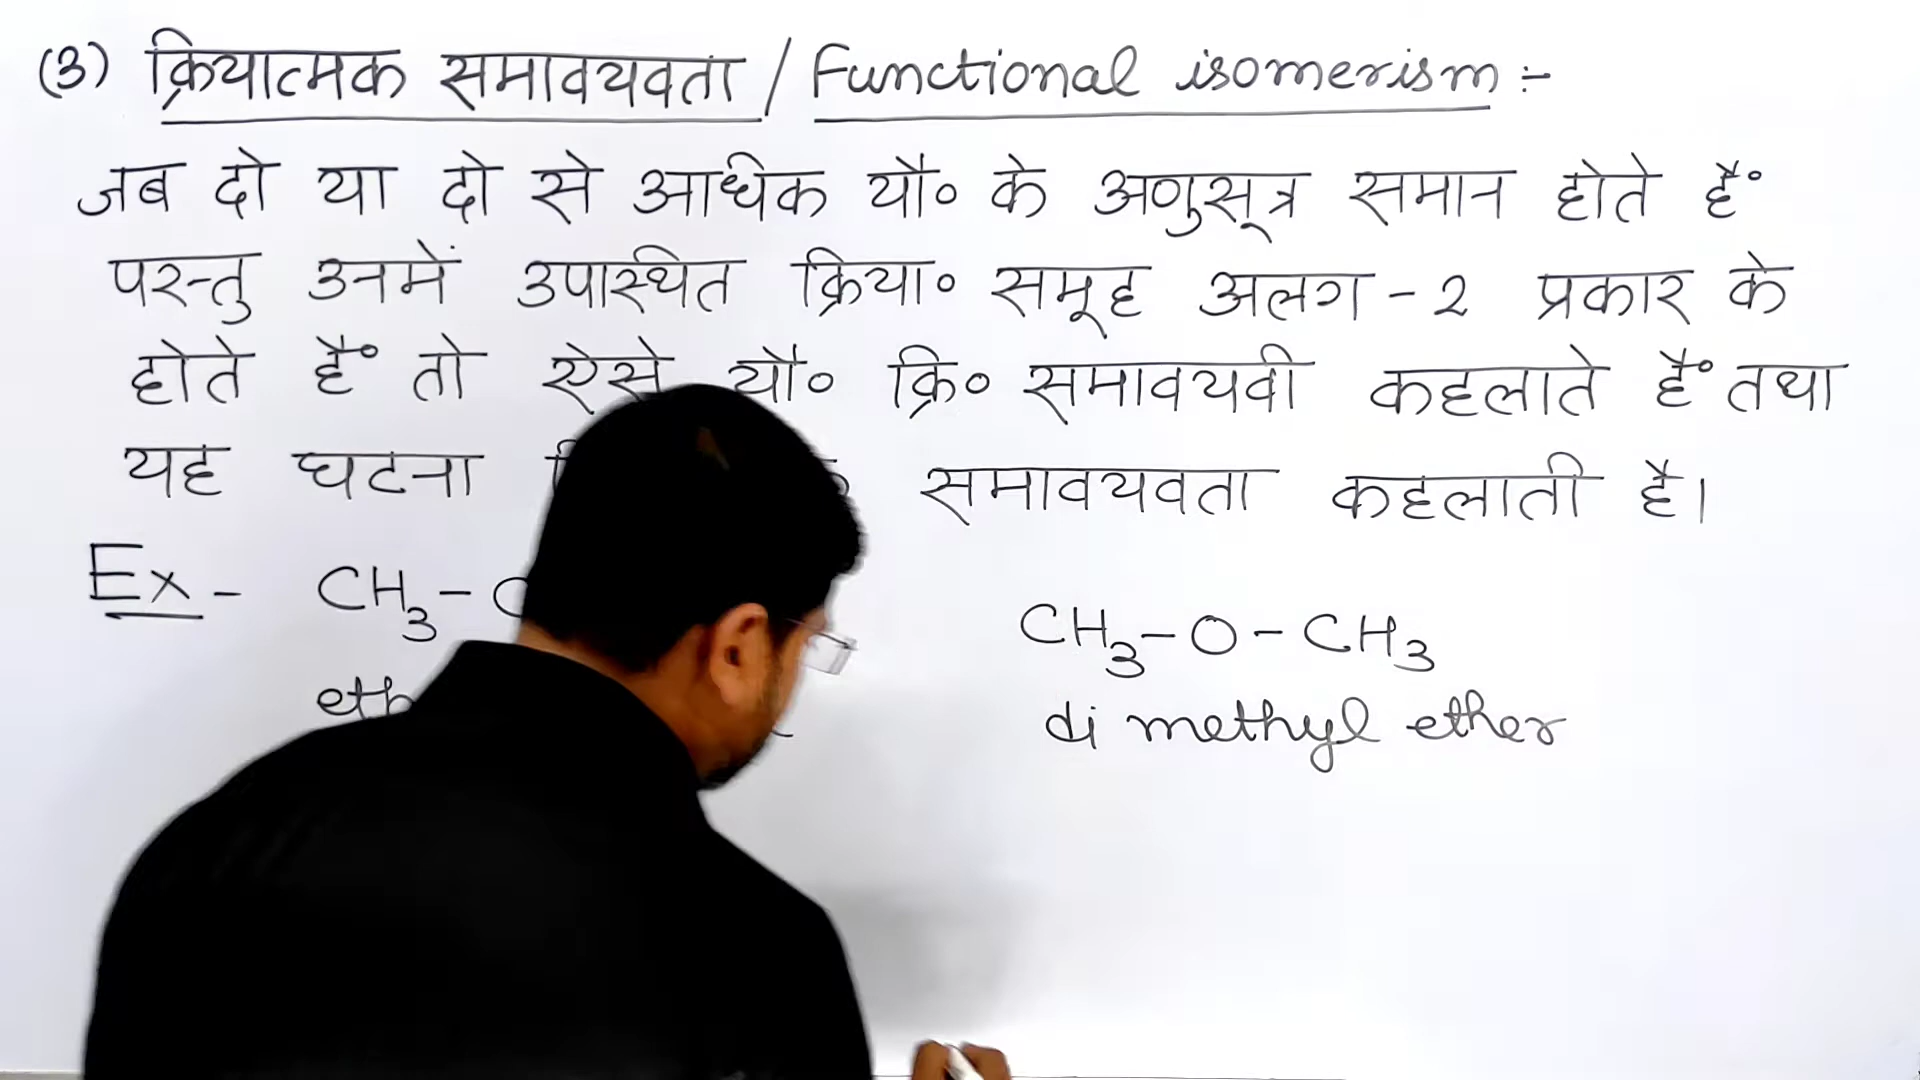 (3) क्रियात्मक समावयवता / Functional isomerism :-
जब दो या दो से अधिक यौ० के अणुसूत्र समान होते हैं
परन्तु उनमें उपस्थित क्रिया० समूह अलग-2 प्रकार के
होते हैं तो ऐसे यौ० क्रि० समावयवी कहलाते हैं तथा
यह घटना समावयवता कहलाती है।
Ex- CH₃- CH₃-O-CH₃
di methyl ether